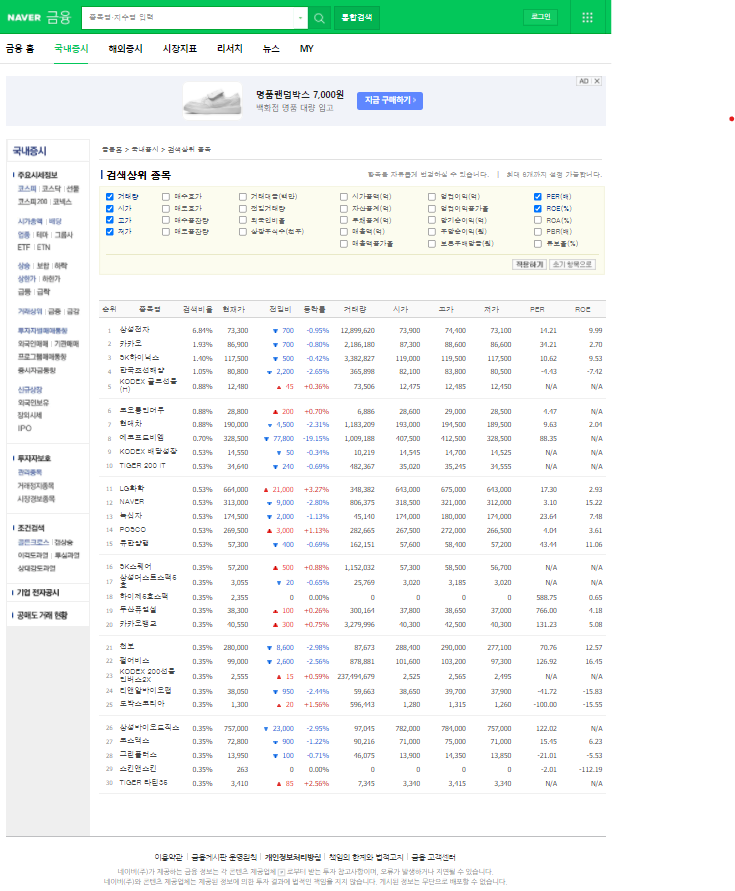 NAVER 금융
종목명·지수명 입력
통합검색
로그인
금융 홈 국내증시 해외증시 시장지표 리서치 뉴스 MY
명품랜덤박스 7,000원
백화점 명품 대량 입고
지금 구매하기
AD X
국내증시
주요시세정보
코스피 | 코스닥 | 선물
코스피200 | 코넥스
시가총액 | 배당
업종 | 테마 | 그룹사
ETF | ETN
상승 | 보합 | 하락
상한가 | 하한가
급등 | 급락
거래상위 | 급증 | 급감
투자자별매매동향
외국인매매 | 기관매매
프로그램매매동향
증시자금동향
신규상장
외국인보유
장외시세
IPO
투자자보호
관리종목
거래정지종목
시장경보종목
조건검색
골든크로스 | 갭상승
이격도과열 | 투심과열
상대강도과열
기업 전자공시
공매도 거래 현황
금융홈 > 국내증시 > 검색상위 종목
검색상위 종목
항목을 자유롭게 변경하실 수 있습니다. | 최대 6개까지 설정 가능합니다.
거래량 매수호가 거래대금(백만) 시가총액(억) 영업이익(억) PER(배)
시가 매도호가 전일거래량 자산총계(억) 영업이익증가율 ROE(%)
고가 매수총잔량 외국인비율 부채총계(억) 당기순이익(억) ROA(%)
저가 매도총잔량 상장주식수(천주) 매출액(억) 주당순이익(원) PBR(배)
매출액증가율 보통주배당금(원) 유보율(%)
적용하기 초기 항목으로
순위 종목명 검색비율 현재가 전일비 등락률 거래량 시가 고가 저가 PER ROE
1 삼성전자 6.84% 73,300 ▼ 700 -0.95% 12,899,620 73,900 74,400 73,100 14.21 9.99
2 카카오 1.93% 86,900 ▼ 700 -0.80% 2,186,180 87,300 88,600 86,600 34.21 2.70
3 SK하이닉스 1.40% 117,500 ▼ 500 -0.42% 3,382,827 119,000 119,500 117,500 10.62 9.53
4 한국조선해양 1.05% 80,800 ▼ 2,200 -2.65% 365,898 82,100 83,800 80,500 -4.43 -7.42
5 KODEX 골드선물(H) 0.88% 12,480 ▲ 45 +0.36% 73,506 12,475 12,485 12,450 N/A N/A
6 코오롱인더우 0.88% 28,800 ▲ 200 +0.70% 6,886 28,600 29,000 28,500 4.47 N/A
7 현대차 0.88% 190,000 ▼ 4,500 -2.31% 1,183,209 193,000 194,500 189,500 9.63 2.04
8 에코프로비엠 0.70% 328,500 ▼ 77,800 -19.15% 1,009,188 407,500 412,500 328,500 88.35 N/A
9 KODEX 배당성장 0.53% 14,550 ▼ 50 -0.34% 10,219 14,545 14,700 14,525 N/A N/A
10 TIGER 200 IT 0.53% 34,640 ▼ 240 -0.69% 482,367 35,020 35,245 34,555 N/A N/A
11 LG화학 0.53% 664,000 ▲ 21,000 +3.27% 348,382 643,000 675,000 643,000 17.30 2.93
12 NAVER 0.53% 313,000 ▼ 9,000 -2.80% 806,375 318,500 321,000 312,000 3.10 15.22
13 녹십자 0.53% 174,500 ▼ 2,000 -1.13% 45,140 174,000 180,000 174,000 23.64 7.48
14 POSCO 0.53% 269,500 ▲ 3,000 +1.13% 282,665 267,500 272,000 266,500 4.04 3.61
15 유한양행 0.53% 57,300 ▼ 400 -0.69% 162,151 57,600 58,400 57,200 43.44 11.06
16 SK스퀘어 0.35% 57,200 ▲ 500 +0.88% 1,152,032 57,300 58,500 56,700 N/A N/A
17 삼성머스트스팩5호 0.35% 3,055 ▼ 20 -0.65% 25,769 3,020 3,185 3,020 N/A N/A
18 하이제6호스팩 0.35% 2,355 0 0.00% 0 0 0 0 588.75 0.65
19 두산퓨얼셀 0.35% 38,300 ▲ 100 +0.26% 300,164 37,800 38,650 37,000 766.00 4.18
20 카카오뱅크 0.35% 40,550 ▲ 300 +0.75% 3,279,996 40,300 42,500 40,300 131.23 5.08
21 천보 0.35% 280,000 ▼ 8,600 -2.98% 87,673 288,400 290,000 277,100 70.76 12.57
22 펄어비스 0.35% 99,000 ▼ 2,600 -2.56% 878,881 101,600 103,200 97,300 126.92 16.45
23 KODEX 200선물인버스2X 0.35% 2,555 ▲ 15 +0.59% 237,494,679 2,525 2,565 2,495 N/A N/A
24 티앤알바이오팹 0.35% 38,050 ▼ 950 -2.44% 59,663 38,650 39,700 37,900 -41.72 -15.83
25 토박스코리아 0.35% 1,300 ▲ 20 +1.56% 596,443 1,280 1,315 1,260 -100.00 -15.55
26 삼성바이오로직스 0.35% 757,000 ▼ 23,000 -2.95% 97,045 782,000 784,000 757,000 122.02 N/A
27 코스맥스 0.35% 72,800 ▼ 900 -1.22% 90,216 71,000 75,000 71,000 15.45 6.23
28 그린플러스 0.35% 13,950 ▼ 100 -0.71% 46,075 13,900 14,350 13,850 -21.01 -5.53
29 스킨앤스킨 0.35% 263 0 0.00% 0 0 0 0 -2.01 -112.19
30 TIGER 라틴35 0.35% 3,410 ▲ 85 +2.56% 7,345 3,340 3,415 3,340 N/A N/A
이용약관 | 금융게시판 운영원칙 | 개인정보처리방침 | 책임의 한계와 법적고지 | 금융 고객센터
네이버(주)가 제공하는 금융 정보는 각 콘텐츠 제공업체로부터 받는 투자 참고사항이며, 오류가 발생하거나 지연될 수 있습니다.
네이버(주)와 콘텐츠 제공업체는 제공된 정보에 의한 투자 결과에 법적인 책임을 지지 않습니다. 게시된 정보는 무단으로 배포할 수 없습니다.